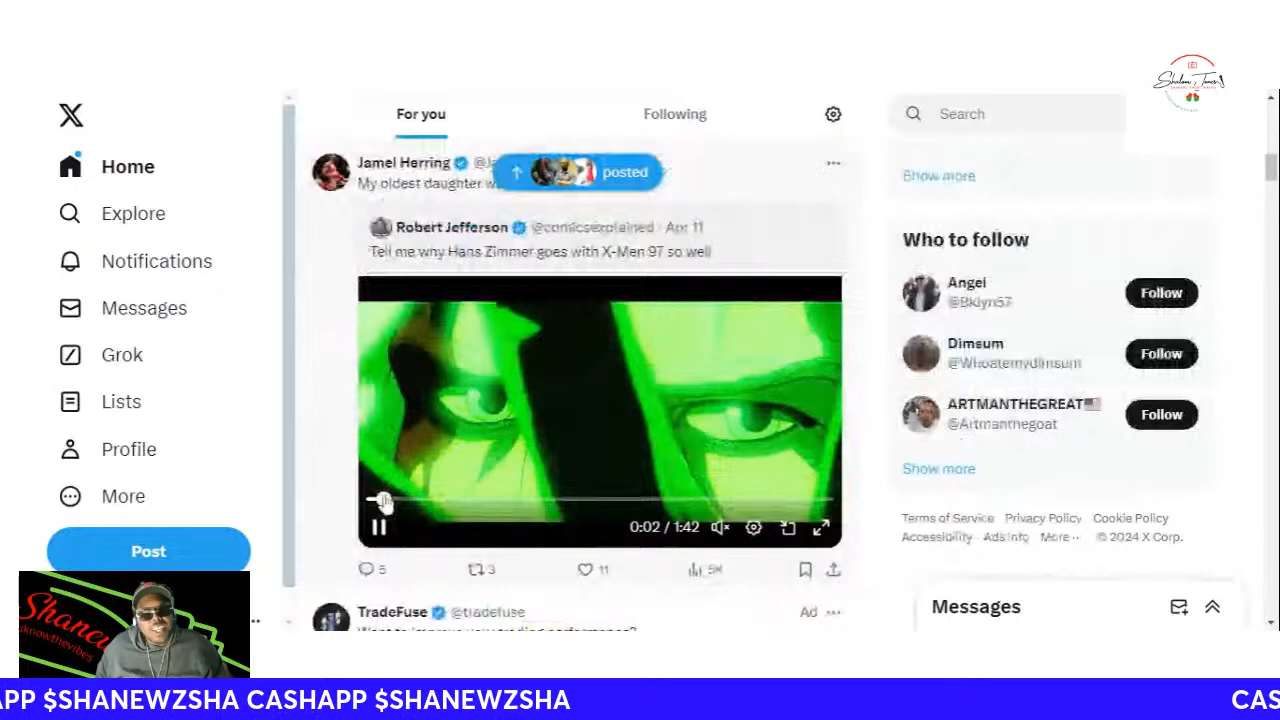 For you
Following
Search
Home
Explore
Notifications
Messages
Grok
Lists
Profile
More
Post
Jamel Herring
posted
My oldest daughter
Robert Jefferson @comicsexplained · Apr 11
Tell me why Hans Zimmer goes with X-Men 97 so well
0:02 / 1:42
5
3
11
5M
TradeFuse @tradefuse
Ad
Show more
Who to follow
Angel
@Bklyn57
Follow
Dimsum
@Whoatemydimsum
Follow
ARTMANTHEGREAT
@Artmanthegoat
Follow
Show more
Terms of Service Privacy Policy Cookie Policy
Accessibility Ads info More ··· © 2024 X Corp.
Messages
APP $SHANEWZSHA CASHAPP $SHANEWZSHA
CAS